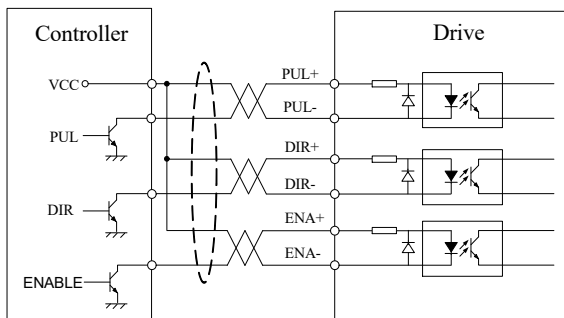 Controller
Drive
VCC
PUL+
PUL
PUL-
DIR+
DIR
DIR-
ENA+
ENABLE
ENA-